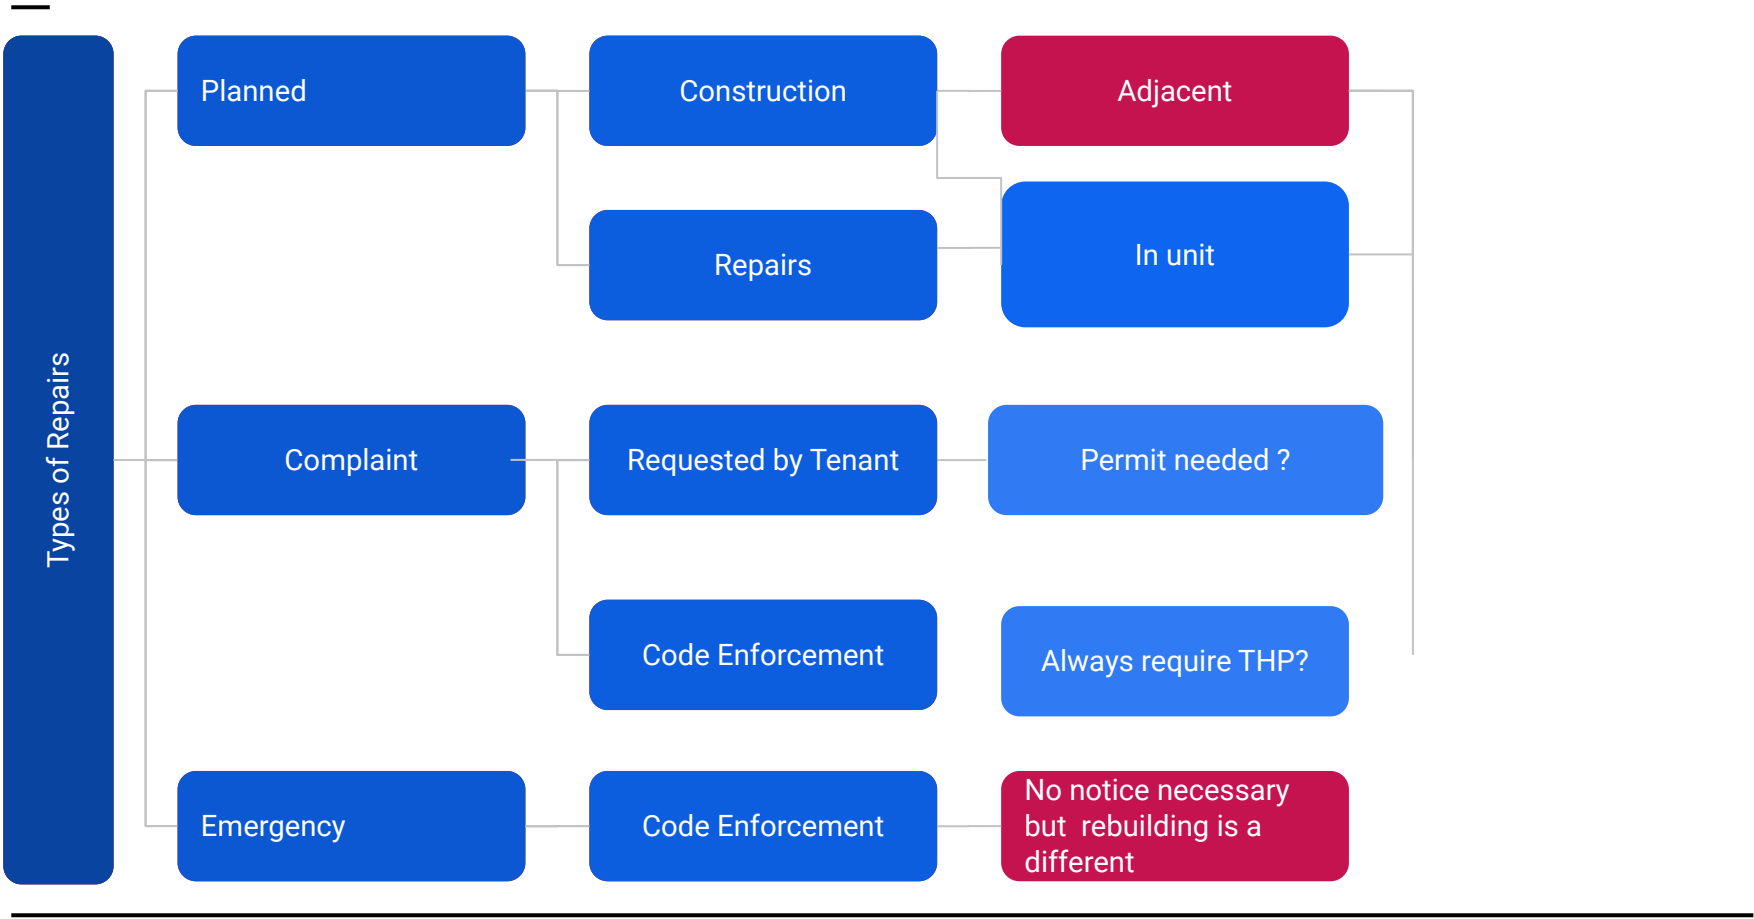 Types of Repairs
Planned
Construction
Adjacent
Repairs
In unit
Complaint
Requested by Tenant
Permit needed ?
Code Enforcement
Always require THP?
Emergency
Code Enforcement
No notice necessary
but  rebuilding is a
different